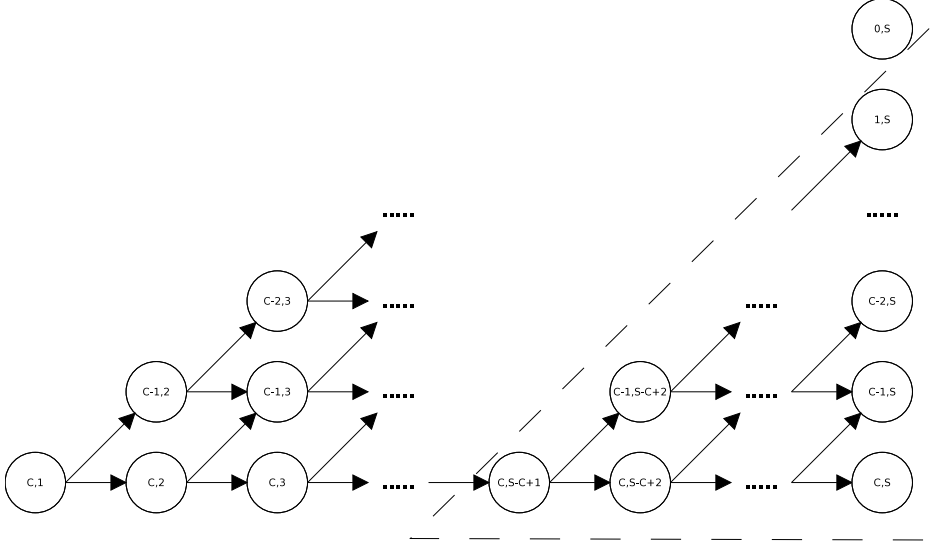 0,S
1,S
.....
.....
C-2,3
.....
.....
C-2,S
C-1,2
C-1,3
.....
C-1,S-C+2
.....
C-1,S
C,1
C,2
C,3
.....
C,S-C+1
C,S-C+2
.....
C,S